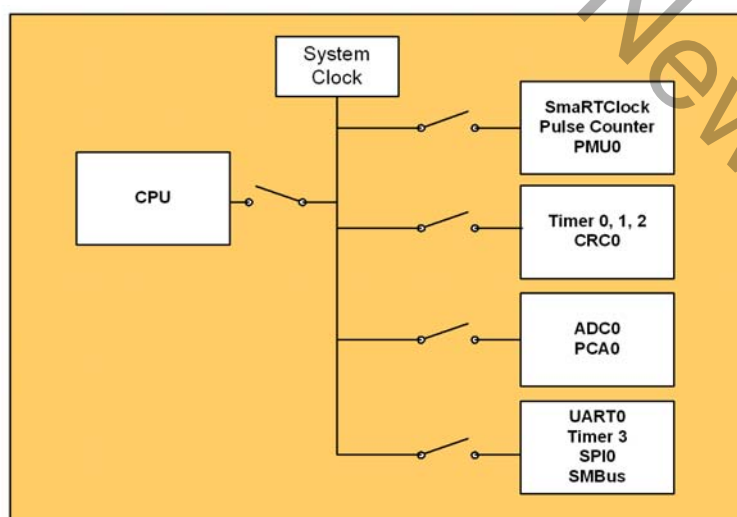 System
Clock
SmaRTClock
Pulse Counter
PMU0
CPU
Timer 0, 1, 2
CRC0
ADC0
PCA0
UART0
Timer 3
SPI0
SMBus
New